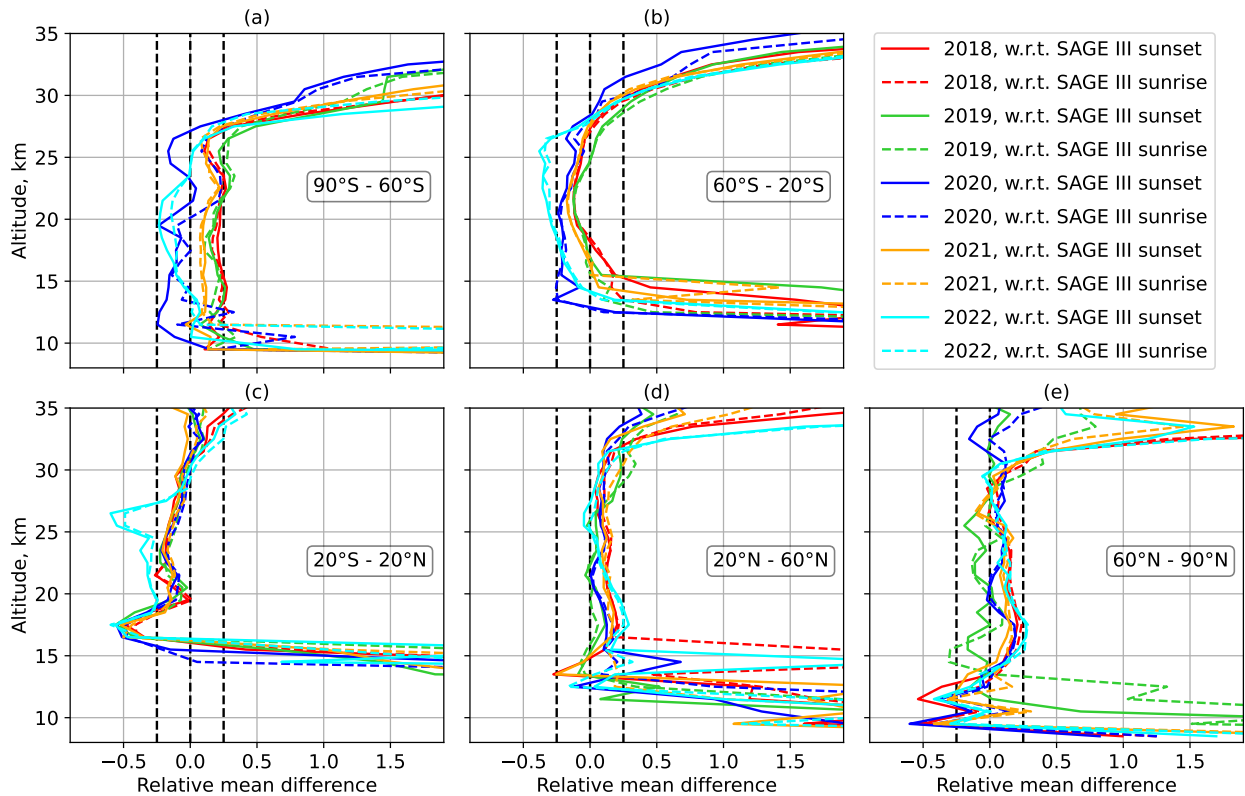 (a)
(b)
35
30
25
20
15
10
Altitude, km
90°S - 60°S
60°S - 20°S
2018, w.r.t. SAGE III sunset
2018, w.r.t. SAGE III sunrise
2019, w.r.t. SAGE III sunset
2019, w.r.t. SAGE III sunrise
2020, w.r.t. SAGE III sunset
2020, w.r.t. SAGE III sunrise
2021, w.r.t. SAGE III sunset
2021, w.r.t. SAGE III sunrise
2022, w.r.t. SAGE III sunset
2022, w.r.t. SAGE III sunrise
(c)
(d)
(e)
35
30
25
20
15
10
Altitude, km
20°S - 20°N
20°N - 60°N
60°N - 90°N
−0.5 0.0 0.5 1.0 1.5
−0.5 0.0 0.5 1.0 1.5
−0.5 0.0 0.5 1.0 1.5
Relative mean difference
Relative mean difference
Relative mean difference